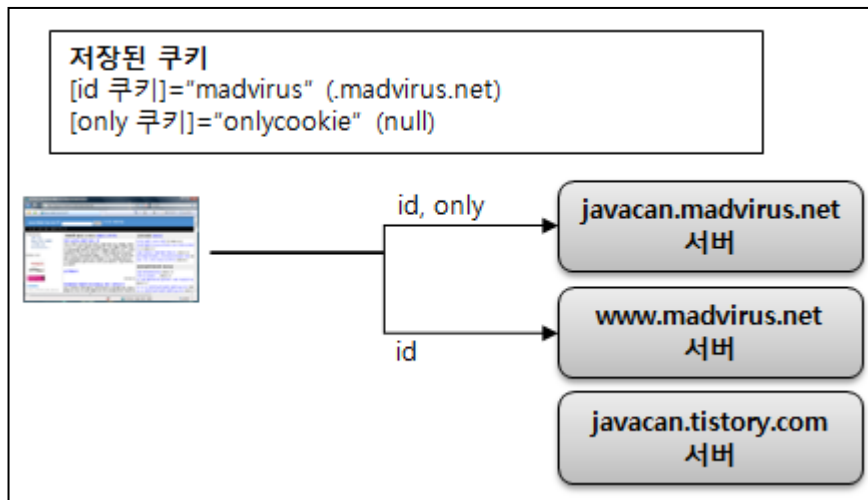 저장된 쿠키
[id 쿠키]=“madvirus” (.madvirus.net)
[only 쿠키]=“onlycookie” (null)
id, only
javacan.madvirus.net
서버
id
www.madvirus.net
서버
javacan.tistory.com
서버